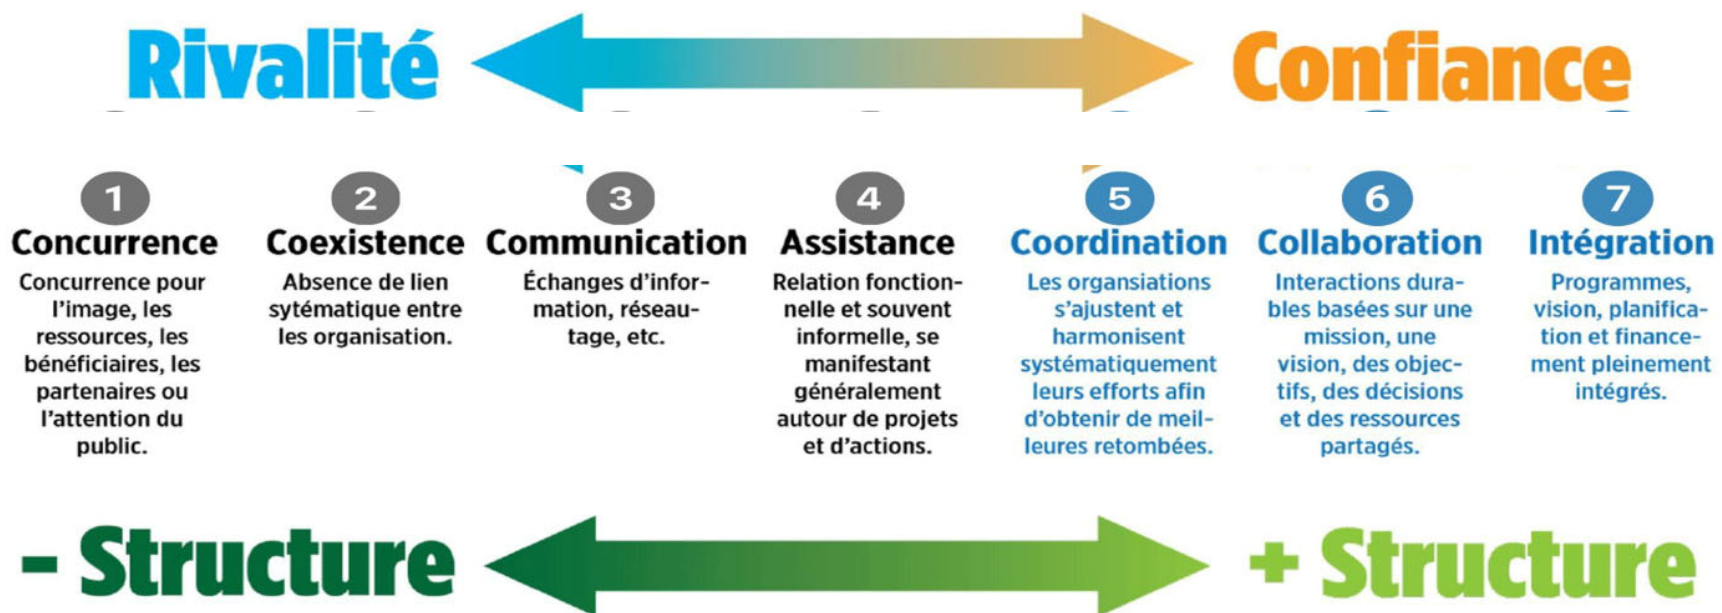 Rivalité
Confiance
1
Concurrence
Concurrence pour
l'image, les
ressources, les
bénéficiaires, les
partenaires ou
l'attention du
public.
2
Coexistence
Absence de lien
sytématique entre
les organisation.
3
Communication
Échanges d'infor-
mation, réseau-
tage, etc.
4
Assistance
Relation fonction-
nelle et souvent
informelle, se
manifestant
généralement
autour de projets
et d'actions.
5
Coordination
Les organsiations
s'ajustent et
harmonisent
systématiquement
leurs efforts afin
d'obtenir de meil-
leures retombées.
6
Collaboration
Interactions dura-
bles basées sur une
mission, une
vision, des objec-
tifs, des décisions
et des ressources
partagés.
7
Intégration
Programmes,
vision, planifica-
tion et finance-
ment pleinement
intégrés.
- Structure
+ Structure